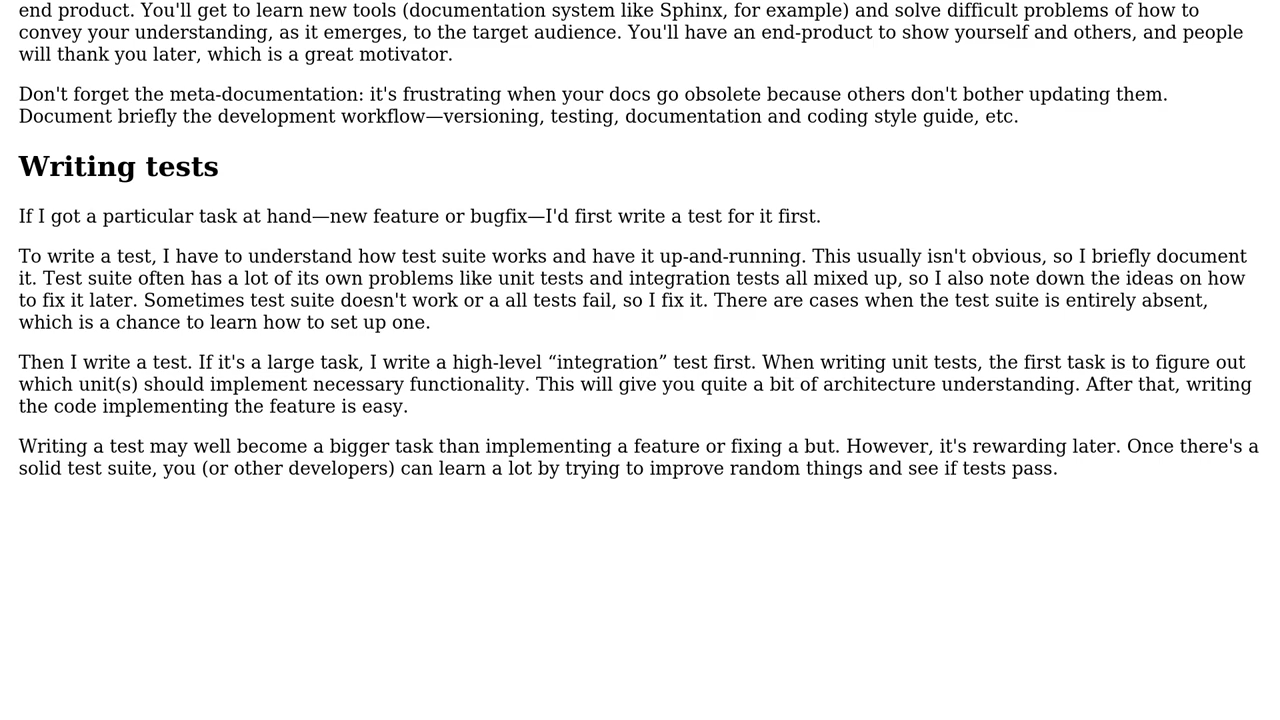 end product. You'll get to learn new tools (documentation system like Sphinx, for example) and solve difficult problems of how to
convey your understanding, as it emerges, to the target audience. You'll have an end-product to show yourself and others, and people
will thank you later, which is a great motivator.
Don't forget the meta-documentation: it's frustrating when your docs go obsolete because others don't bother updating them.
Document briefly the development workflow—versioning, testing, documentation and coding style guide, etc.
Writing tests
If I got a particular task at hand—new feature or bugfix—I'd first write a test for it first.
To write a test, I have to understand how test suite works and have it up-and-running. This usually isn't obvious, so I briefly document
it. Test suite often has a lot of its own problems like unit tests and integration tests all mixed up, so I also note down the ideas on how
to fix it later. Sometimes test suite doesn't work or a all tests fail, so I fix it. There are cases when the test suite is entirely absent,
which is a chance to learn how to set up one.
Then I write a test. If it's a large task, I write a high-level “integration” test first. When writing unit tests, the first task is to figure out
which unit(s) should implement necessary functionality. This will give you quite a bit of architecture understanding. After that, writing
the code implementing the feature is easy.
Writing a test may well become a bigger task than implementing a feature or fixing a but. However, it's rewarding later. Once there's a
solid test suite, you (or other developers) can learn a lot by trying to improve random things and see if tests pass.